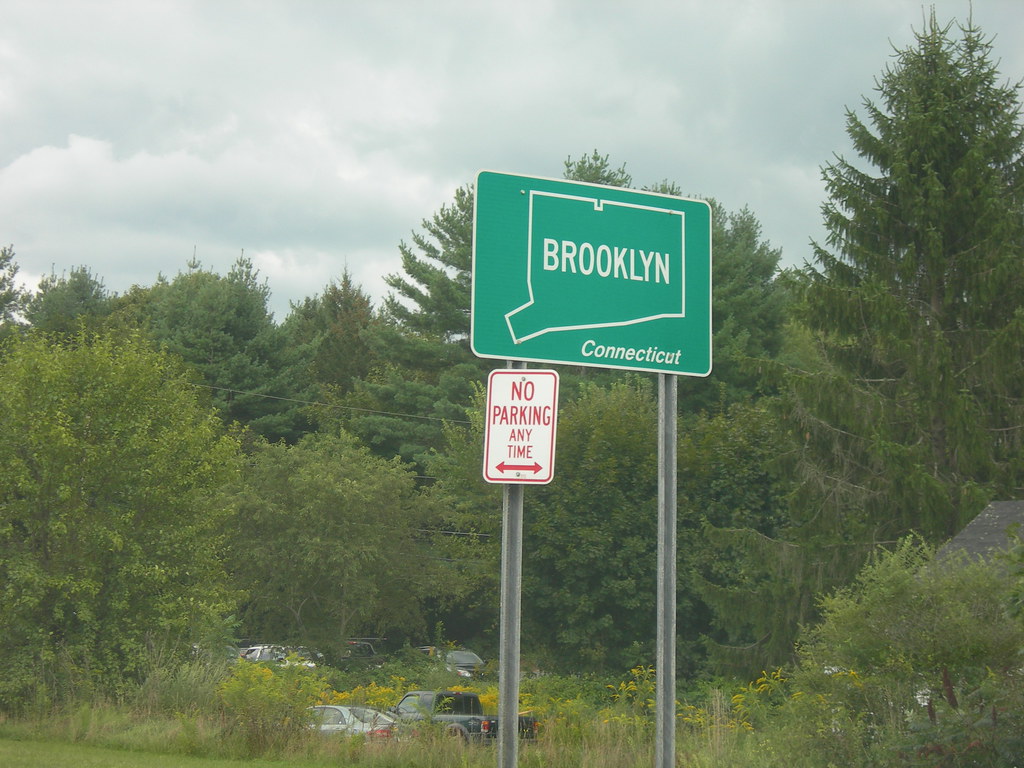 BROOKLYN
Connecticut
NO
PARKING
ANY
TIME